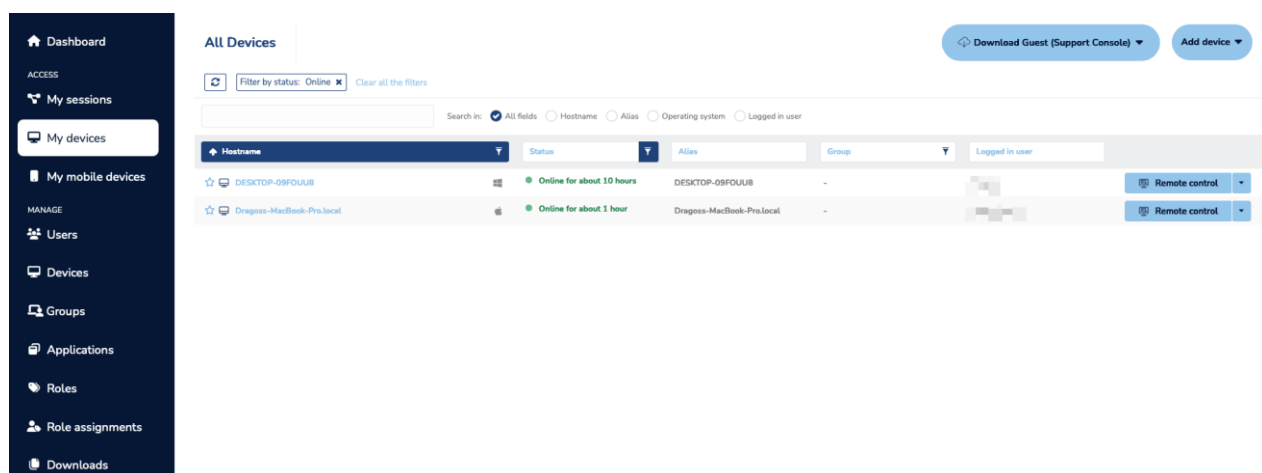 Dashboard
ACCESS
My sessions
My devices
My mobile devices
MANAGE
Users
Devices
Groups
Applications
Roles
Role assignments
Downloads
All Devices
Download Guest (Support Console)
Add device
Filter by status: Online
Clear all the filters
Search in: All fields Hostname Alias Operating system Logged in user
Hostname Status Alias Group Logged in user
DESKTOP-09FOUU8 Online for about 10 hours DESKTOP-09FOUU8 - Remote control
Dragoss-MacBook-Pro.local Online for about 1 hour Dragoss-MacBook-Pro.local - Remote control